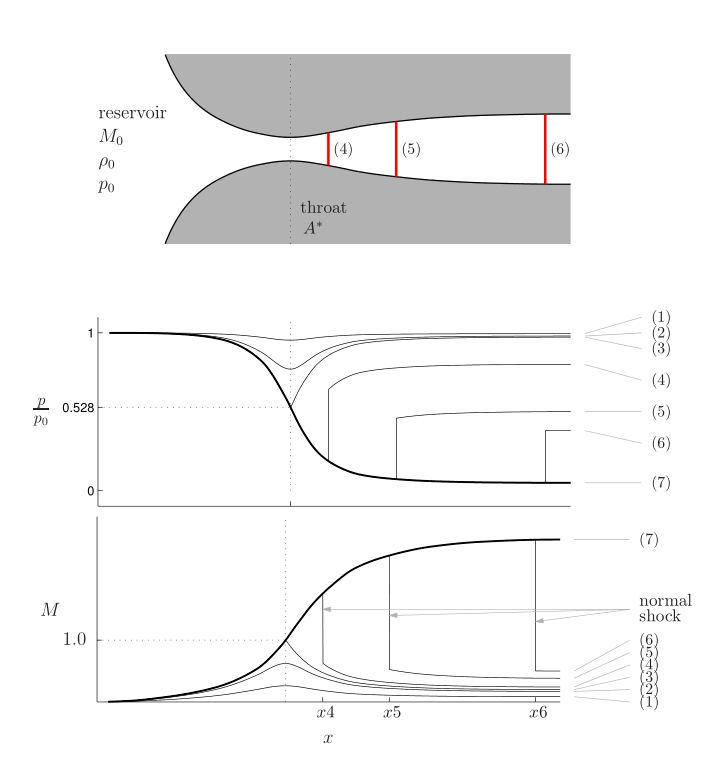 reservoir
M₀
ρ₀
p₀
(4)
(5)
(6)
throat
A*
1
0.528
0
p
p₀
(1)
(2)
(3)
(4)
(5)
(6)
(7)
M
1.0
(7)
normal
shock
(6)
(5)
(4)
(3)
(2)
(1)
x4
x5
x6
x